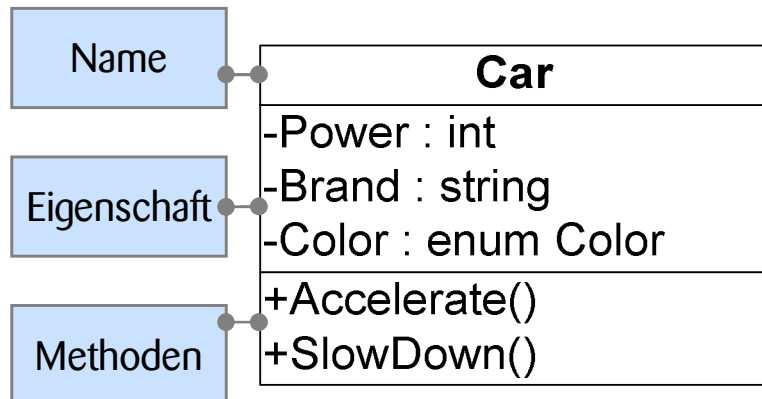 Name
Car
-Power : int
-Brand : string
-Color : enum Color
Eigenschaft
+Accelerate()
+SlowDown()
Methoden